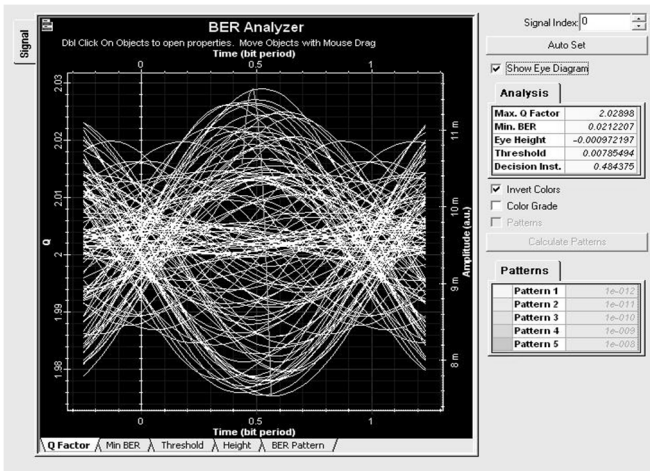 Signal
BER Analyzer
Dbl Click On Objects to open properties. Move Objects with Mouse Drag
Time (bit period)
0 0.5 1
2.03
2.02
2.01
2
1.99
1.98
Q
11 m
10 m
9 m
8 m
Amplitude (a.u.)
0 0.5 1
Time (bit period)
Q Factor Min BER Threshold Height BER Pattern
Signal Index: 0
Auto Set
Show Eye Diagram
Analysis
Max. Q Factor 2.02898
Min. BER 0.0212207
Eye Height -0.000972197
Threshold 0.00785494
Decision Inst. 0.484375
Invert Colors
Color Grade
Patterns
Calculate Patterns
Patterns
Pattern 1 1e-012
Pattern 2 1e-011
Pattern 3 1e-010
Pattern 4 1e-009
Pattern 5 1e-008